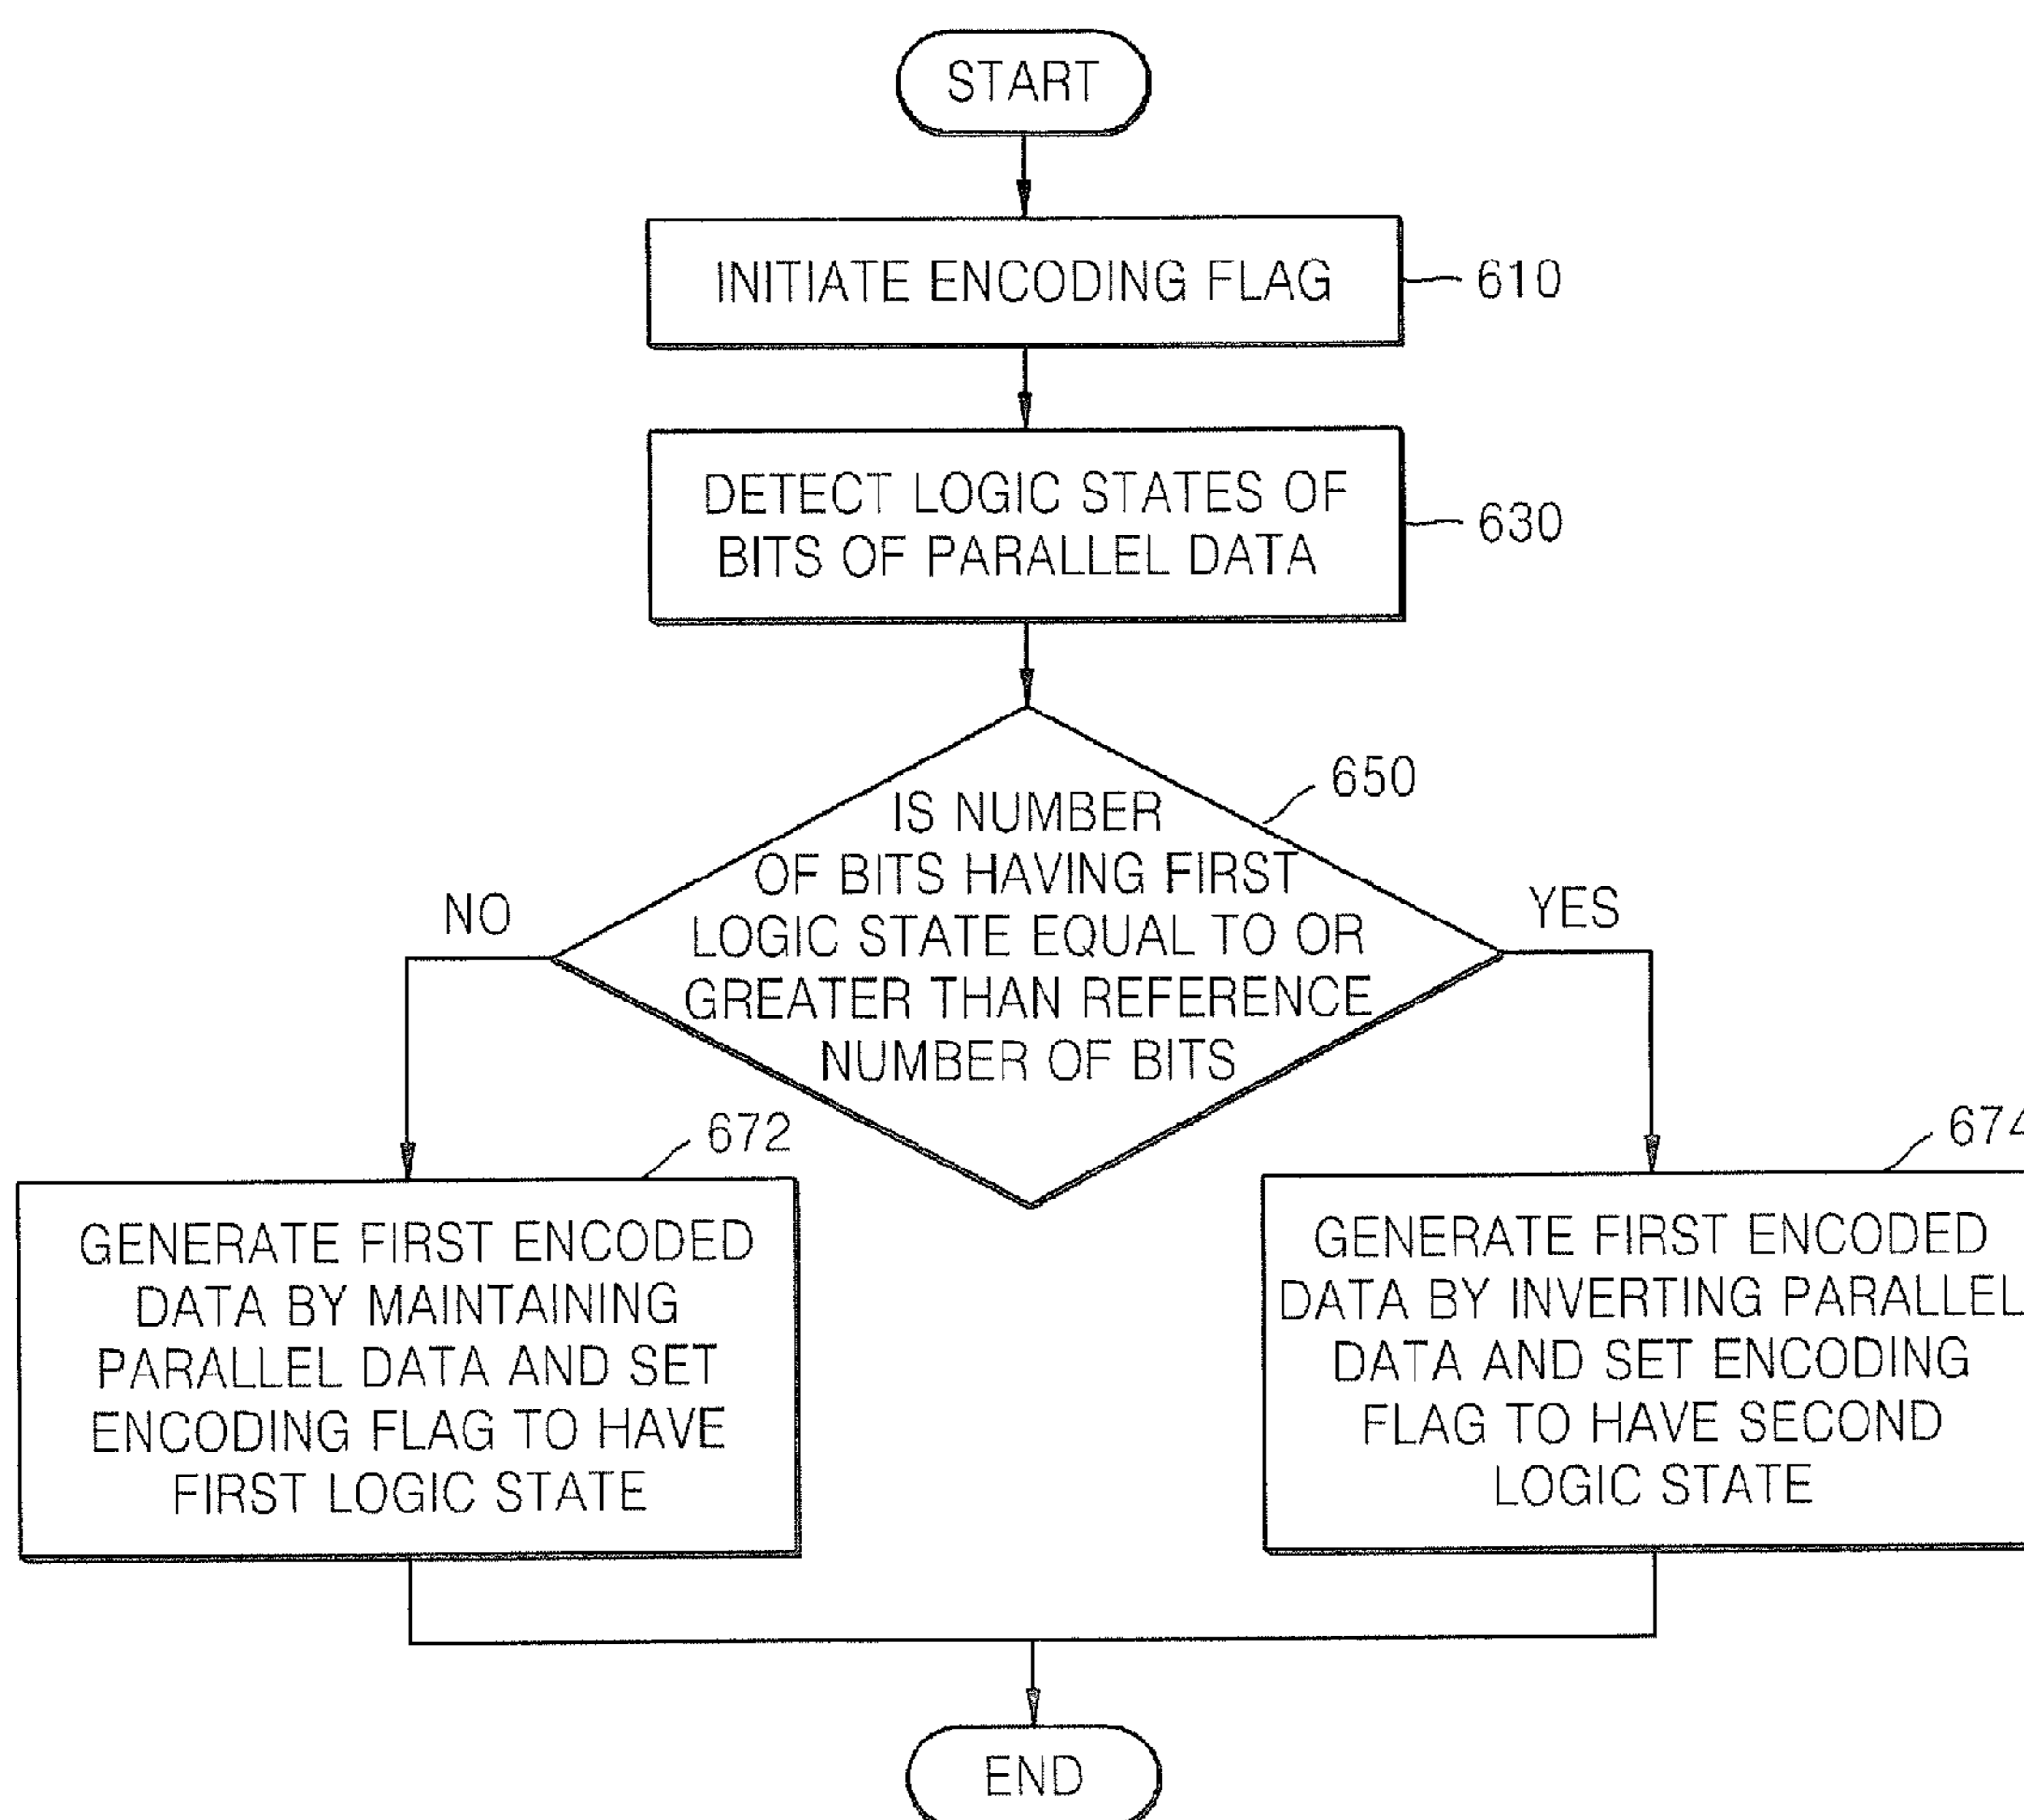 START
INITIATE ENCODING FLAG
610
DETECT LOGIC STATES OF
BITS OF PARALLEL DATA
630
650
IS NUMBER
OF BITS HAVING FIRST
LOGIC STATE EQUAL TO OR
GREATER THAN REFERENCE
NUMBER OF BITS
NO
YES
672
GENERATE FIRST ENCODED
DATA BY MAINTAINING
PARALLEL DATA AND SET
ENCODING FLAG TO HAVE
FIRST LOGIC STATE
674
GENERATE FIRST ENCODED
DATA BY INVERTING PARALLEL
DATA AND SET ENCODING
FLAG TO HAVE SECOND
LOGIC STATE
END